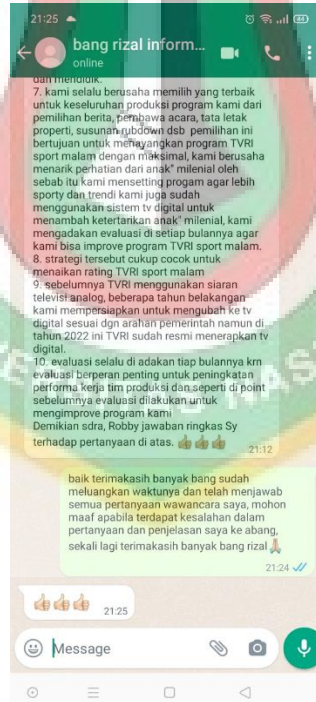 21:25
bang rizal inform...
online
dan mendidik.
7. kami selalu berusaha memilih yang terbaik
untuk keseluruhan produksi program kami dari
pemilihan berita, pembawa acara, tata letak
properti, susunan rubdown dsb pemilihan ini
bertujuan untuk menayangkan program TVRI
sport malam dengan maksimal, kami berusaha
menarik perhatian dari anak" milenial oleh
sebab itu kami mensetting progam agar lebih
sporty dan trendi kami juga sudah
menggunakan sistem tv digital untuk
menambah ketertarikan anak" milenial, kami
mengadakan evaluasi di setiap bulannya agar
kami bisa improve program TVRI sport malam.
8. strategi tersebut cukup cocok untuk
menaikan rating TVRI sport malam
9. sebelumnya TVRI menggunakan siaran
televisi analog, beberapa tahun belakangan
kami mempersiapkan untuk mengubah ke tv
digital sesuai dgn arahan pemerintah namun di
tahun 2022 ini TVRI sudah resmi menerapkan tv
digital.
10. evaluasi selalu di adakan tiap bulannya krn
evaluasi berperan penting untuk peningkatan
performa kerja tim produksi dan seperti di point
sebelumnya evaluasi dilakukan untuk
mengimprove program kami
Demikian sdra, Robby jawaban ringkas Sy
terhadap pertanyaan di atas. 👍🏼👍🏼👍🏼
21:12
baik terimakasih banyak bang sudah
meluangkan waktunya dan telah menjawab
semua pertanyaan wawancara saya, mohon
maaf apabila terdapat kesalahan dalam
pertanyaan dan penjelasan saya ke abang,
sekali lagi terimakasih banyak bang rizal 🙏🏼
21:24
👍🏼👍🏼👍🏼 21:25
Message